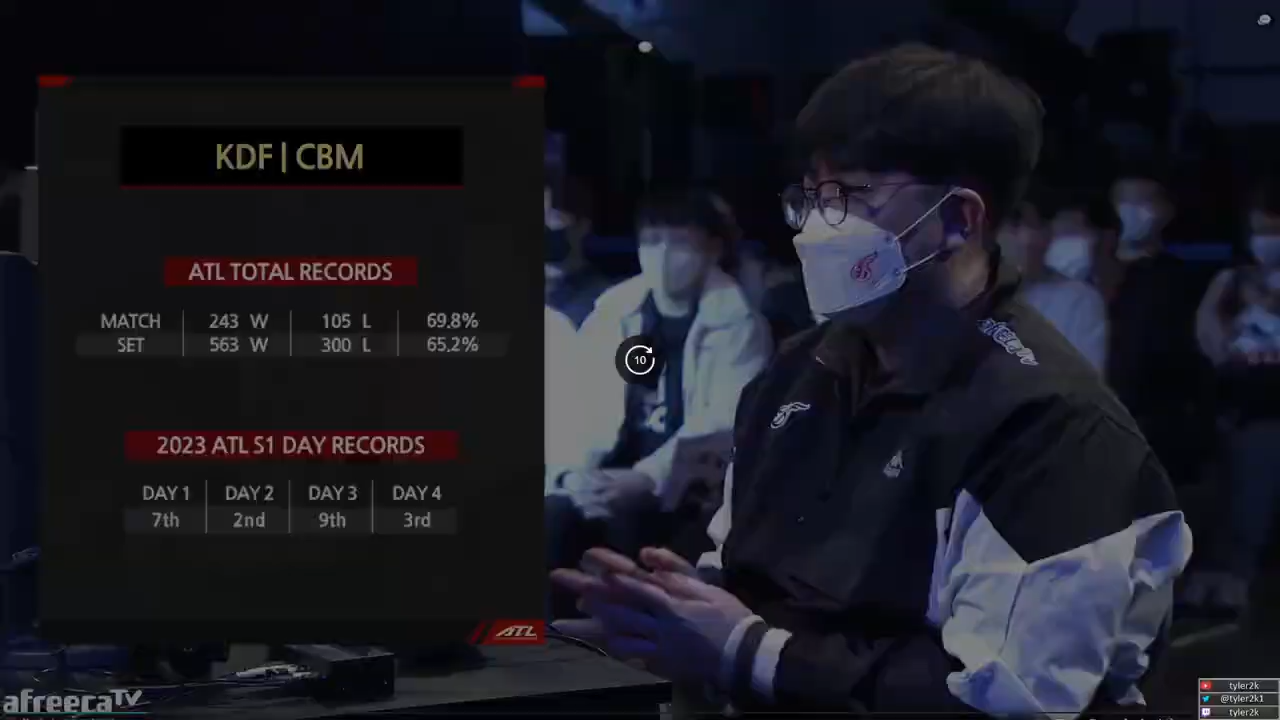 KDF | CBM
ATL TOTAL RECORDS
MATCH 243 W 105 L 69,8%
SET 563 W 300 L 65,2%
2023 ATL S1 DAY RECORDS
DAY 1 DAY 2 DAY 3 DAY 4
7th 2nd 9th 3rd
ATL
10
afreecaTV
tyler2k
@tyler2k1
tyler2k